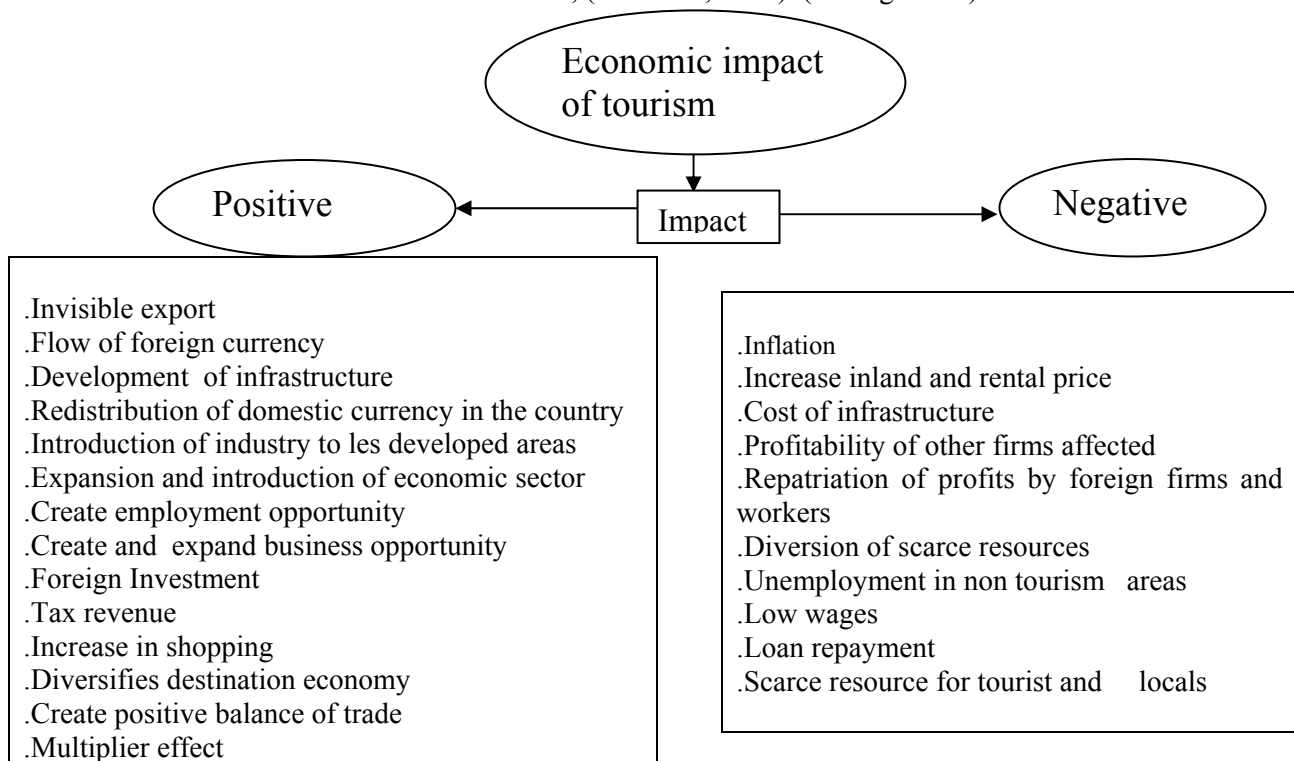 Economic impact
of tourism
Positive
Impact
Negative
.Invisible export
.Flow of foreign currency
.Development of infrastructure
.Redistribution of domestic currency in the country
.Introduction of industry to les developed areas
.Expansion and introduction of economic sector
.Create employment opportunity
.Create and expand business opportunity
.Foreign Investment
.Tax revenue
.Increase in shopping
.Diversifies destination economy
.Create positive balance of trade
.Multiplier effect
.Inflation
.Increase inland and rental price
.Cost of infrastructure
.Profitability of other firms affected
.Repatriation of profits by foreign firms and
workers
.Diversion of scarce resources
.Unemployment in non tourism areas
.Low wages
.Loan repayment
.Scarce resource for tourist and locals